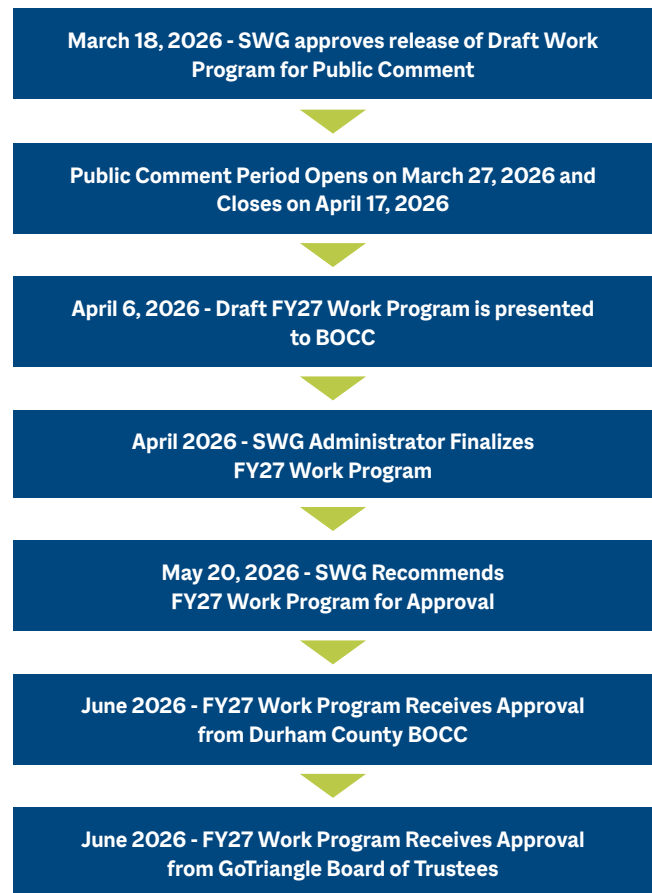 March 18, 2026 - SWG approves release of Draft Work
Program for Public Comment
Public Comment Period Opens on March 27, 2026 and
Closes on April 17, 2026
April 6, 2026 - Draft FY27 Work Program is presented
to BOCC
April 2026 - SWG Administrator Finalizes
FY27 Work Program
May 20, 2026 - SWG Recommends
FY27 Work Program for Approval
June 2026 - FY27 Work Program Receives Approval
from Durham County BOCC
June 2026 - FY27 Work Program Receives Approval
from GoTriangle Board of Trustees